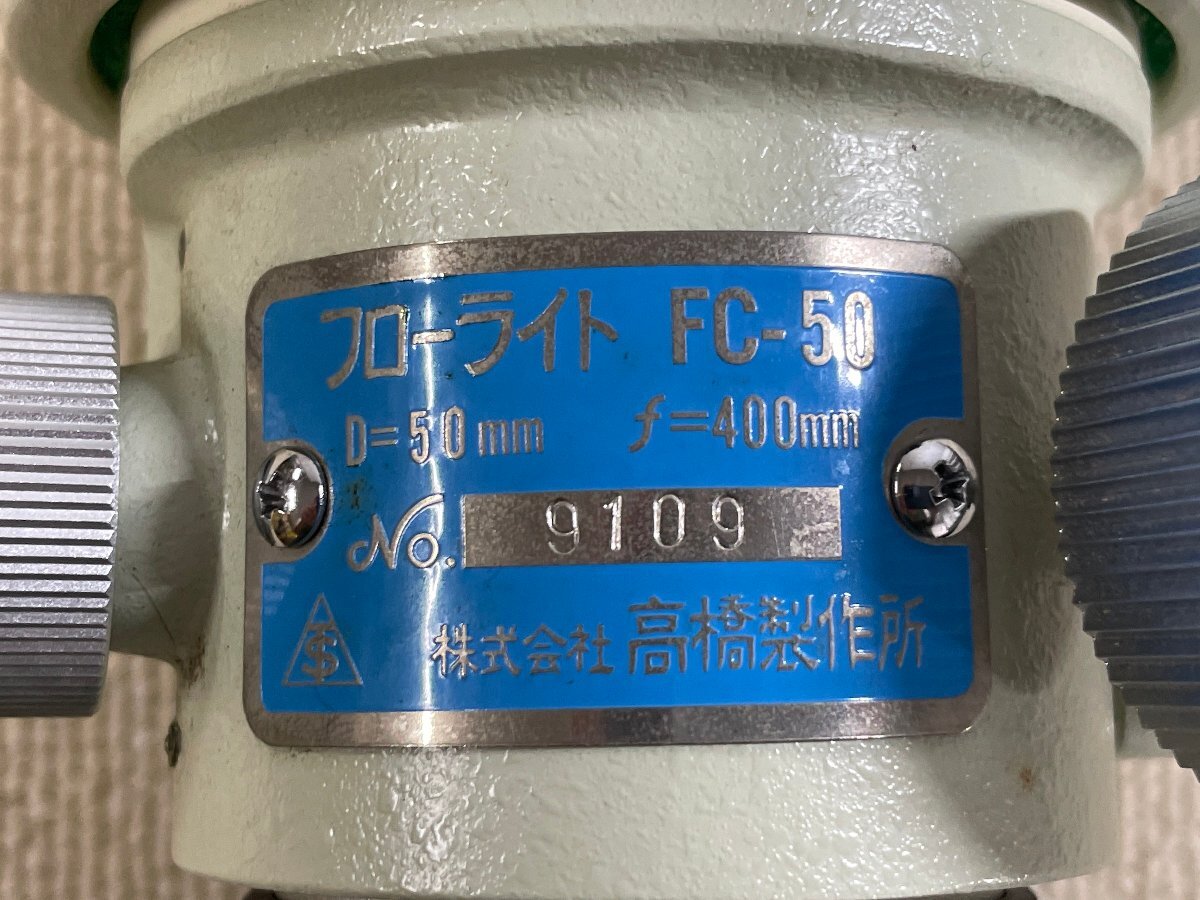 フローライト FC-50
D=50mm f=400mm
No. 9109
TS 株式会社 高橋製作所